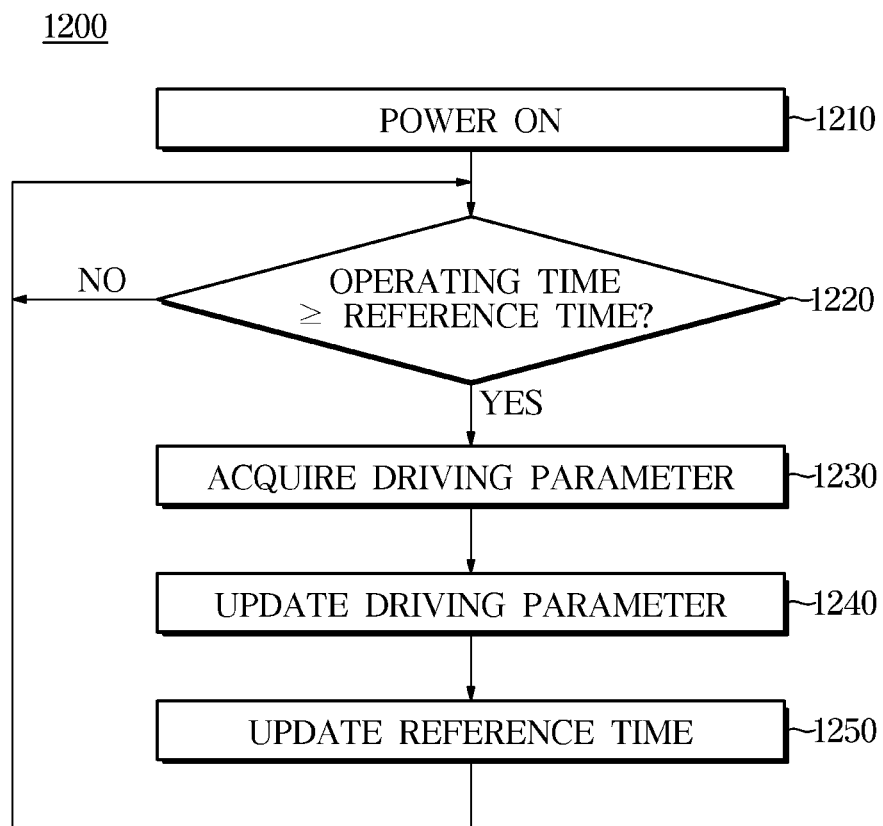 1200
POWER ON
1210
OPERATING TIME
≥ REFERENCE TIME?
1220
NO
YES
ACQUIRE DRIVING PARAMETER
1230
UPDATE DRIVING PARAMETER
1240
UPDATE REFERENCE TIME
1250